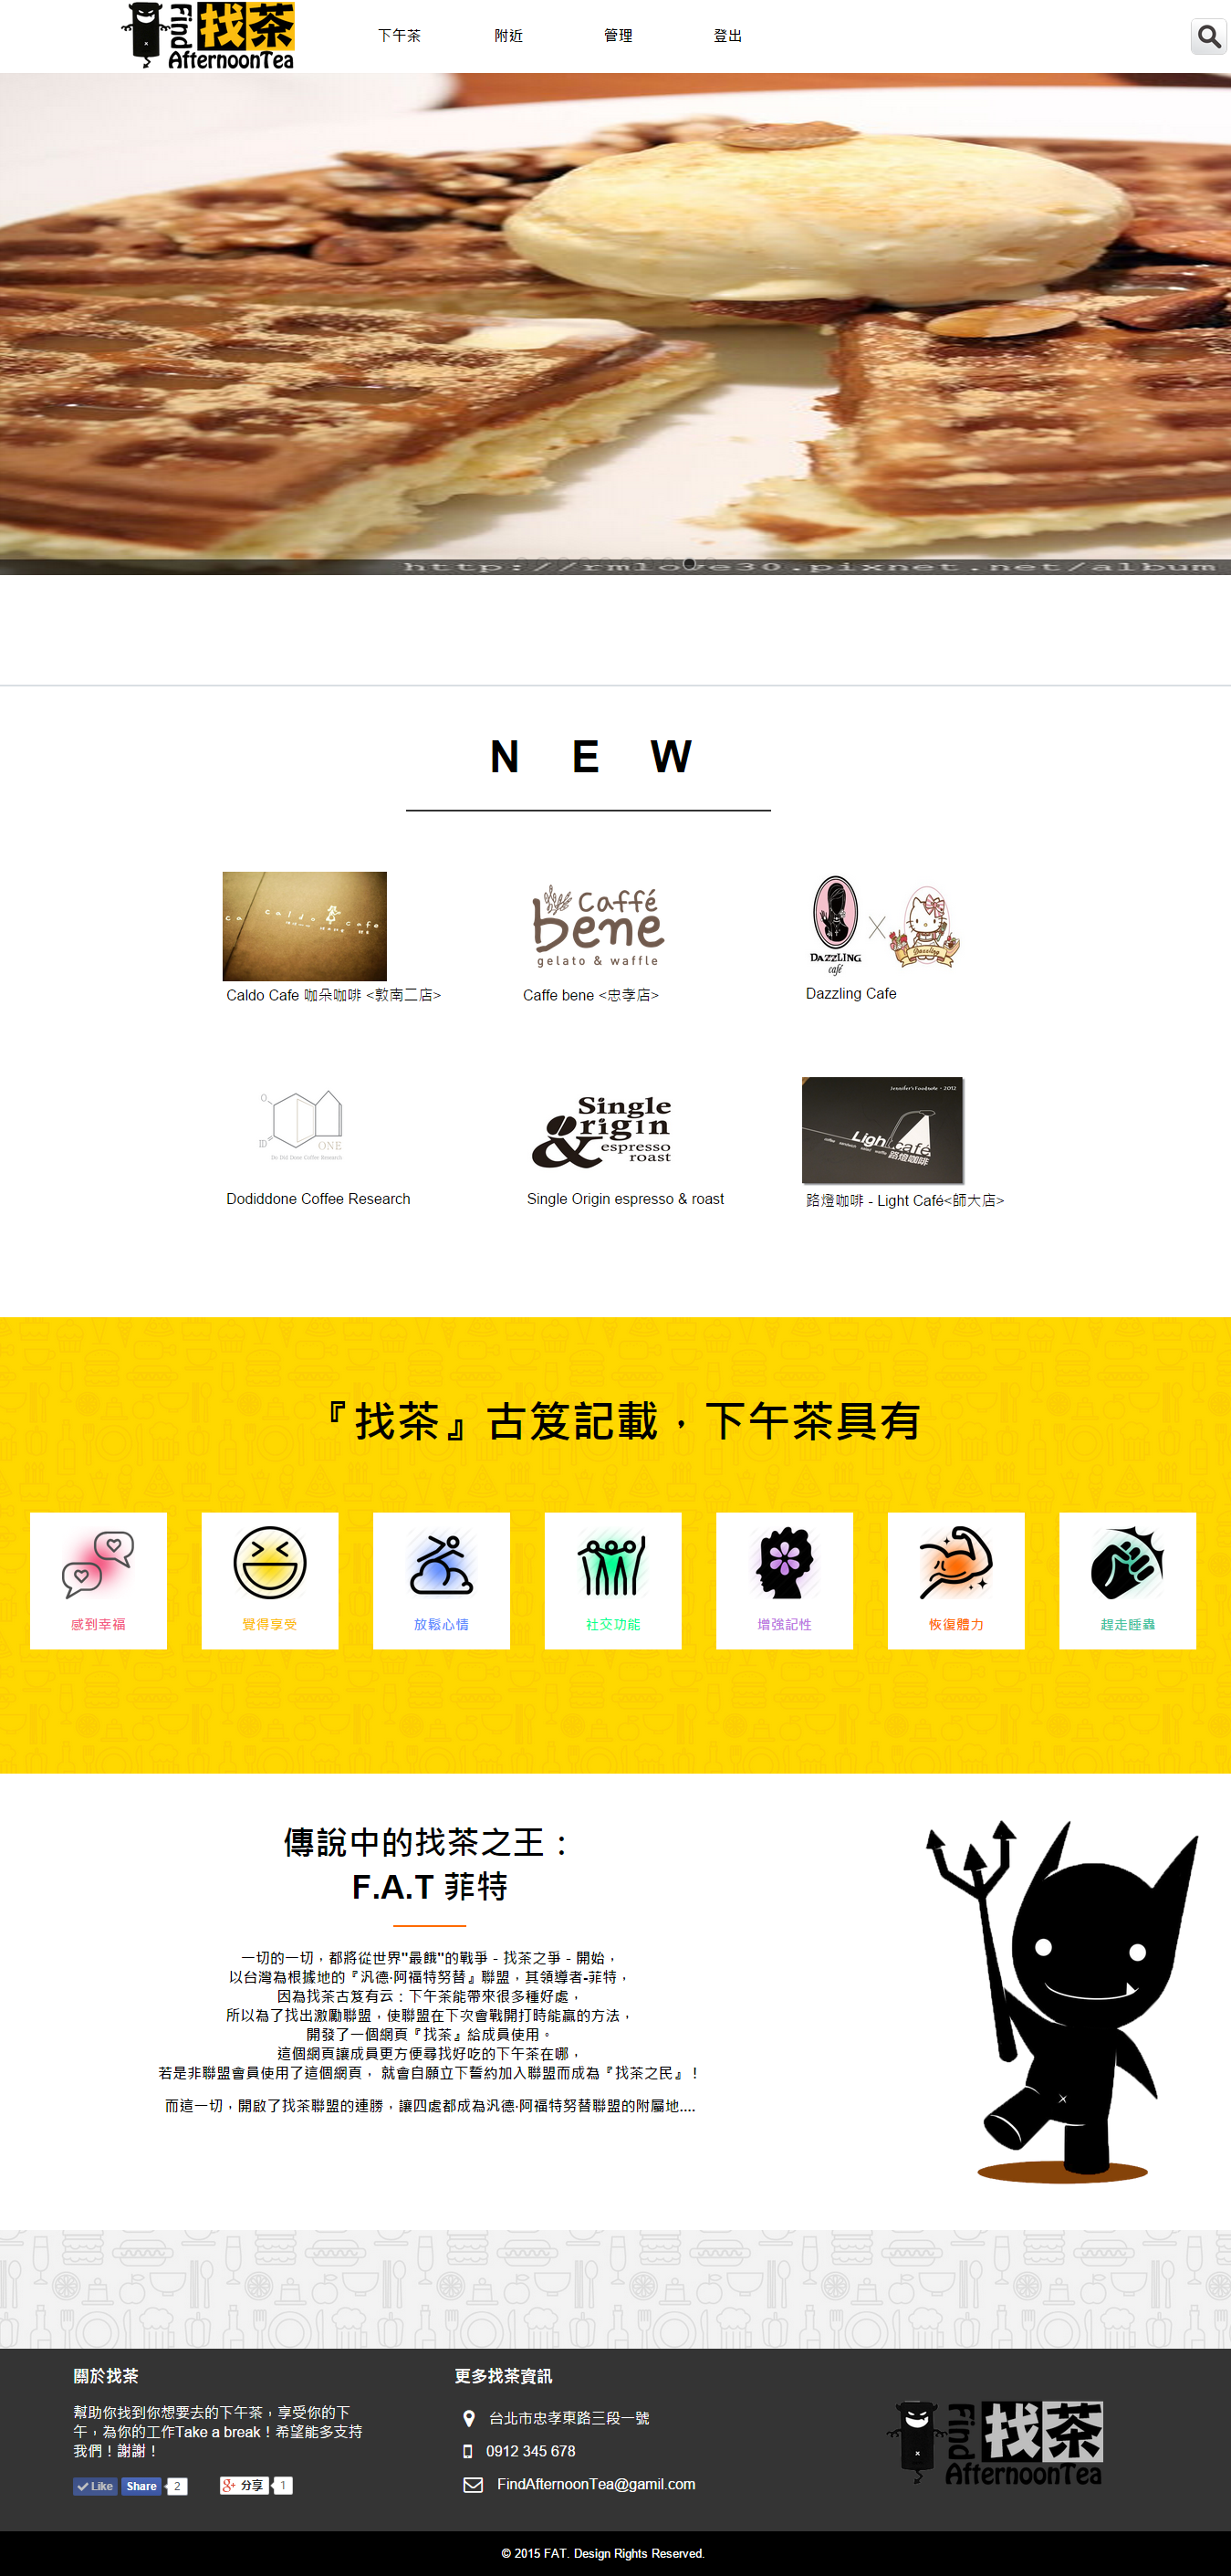 Find
找茶
AfternoonTea
下午茶
附近
管理
登出
http://rmlove30.pixnet.net/album
N E W
caldo cafe
Caffé
bene
gelato & waffle
DAZZLING
café
Dazzling
Caldo Cafe 咖朵咖啡 <敦南二店>
Caffe bene <忠孝店>
Dazzling Cafe
ONE
De Did Done Coffee Research
Single
Origin
& espresso
roast
Jennifer's Foodnote - 2012
Light café
路燈咖啡
Dodiddone Coffee Research
Single Origin espresso & roast
路燈咖啡 - Light Café<師大店>
『找茶』古笈記載，下午茶具有
感到幸福
覺得享受
放鬆心情
社交功能
增強記性
恢復體力
趕走睡蟲
傳說中的找茶之王：
F.A.T 菲特
一切的一切，都將從世界"最餓"的戰爭 - 找茶之爭 - 開始，
以台灣為根據地的『汎德·阿福特努替』聯盟，其領導者-菲特，
因為找茶古笈有云：下午茶能帶來很多種好處，
所以為了找出激勵聯盟，使聯盟在下次會戰開打時能贏的方法，
開發了一個網頁『找茶』給成員使用。
這個網頁讓成員更方便尋找好吃的下午茶在哪，
若是非聯盟會員使用了這個網頁， 就會自願立下誓約加入聯盟而成為『找茶之民』！
而這一切，開啟了找茶聯盟的連勝，讓四處都成為汎德·阿福特努替聯盟的附屬地....
關於找茶
幫助你找到你想要去的下午茶，享受你的下
午，為你的工作Take a break！希望能多支持
我們！謝謝！
Like
Share
2
g+ 分享
1
更多找茶資訊
台北市忠孝東路三段一號
0912 345 678
FindAfternoonTea@gamil.com
Find
找茶
AfternoonTea
© 2015 FAT. Design Rights Reserved.